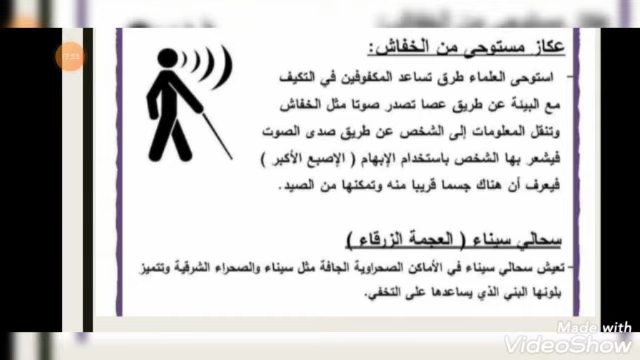 عكاز مستوحى من الخفاش:
– استوحى العلماء طرق تساعد المكفوفين في التكيف
مع البيئة عن طريق عصا تصدر صوتا مثل الخفاش
وتنقل المعلومات إلى الشخص عن طريق صدى الصوت
فيشعر بها الشخص باستخدام الإبهام ( الإصبع الأكبر )
فيعرف أن هناك جسما قريبا منه وتمكنها من الصيد.
سحالي سيناء ( العجمة الزرقاء )
– تعيش سحالي سيناء في الأماكن الصحراوية الجافة مثل سيناء والصحراء الشرقية وتتميز
بلونها البني الذي يساعدها على التخفي.
Made with
VideoShow